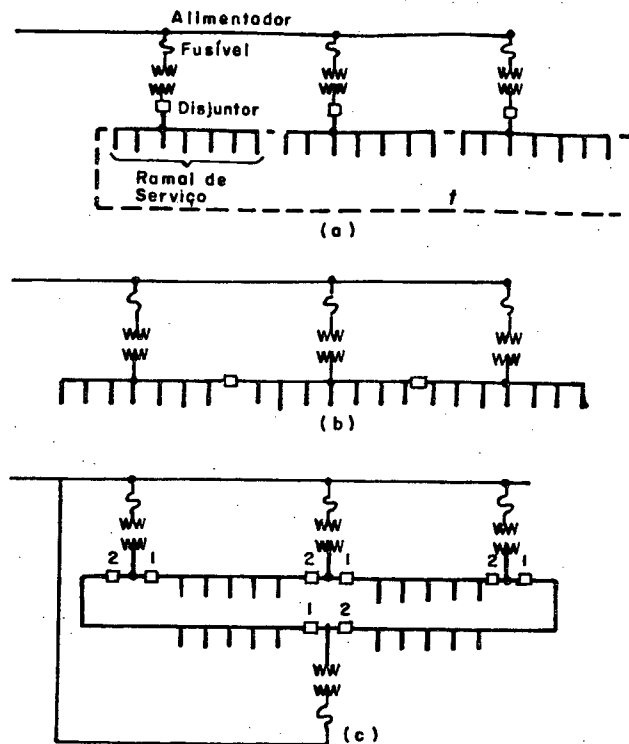 Alimentador
Fusível
Disjuntor
Ramal de
Serviço
f
(a)
(b)
2 1 2 1 2 1
1 2
(c)